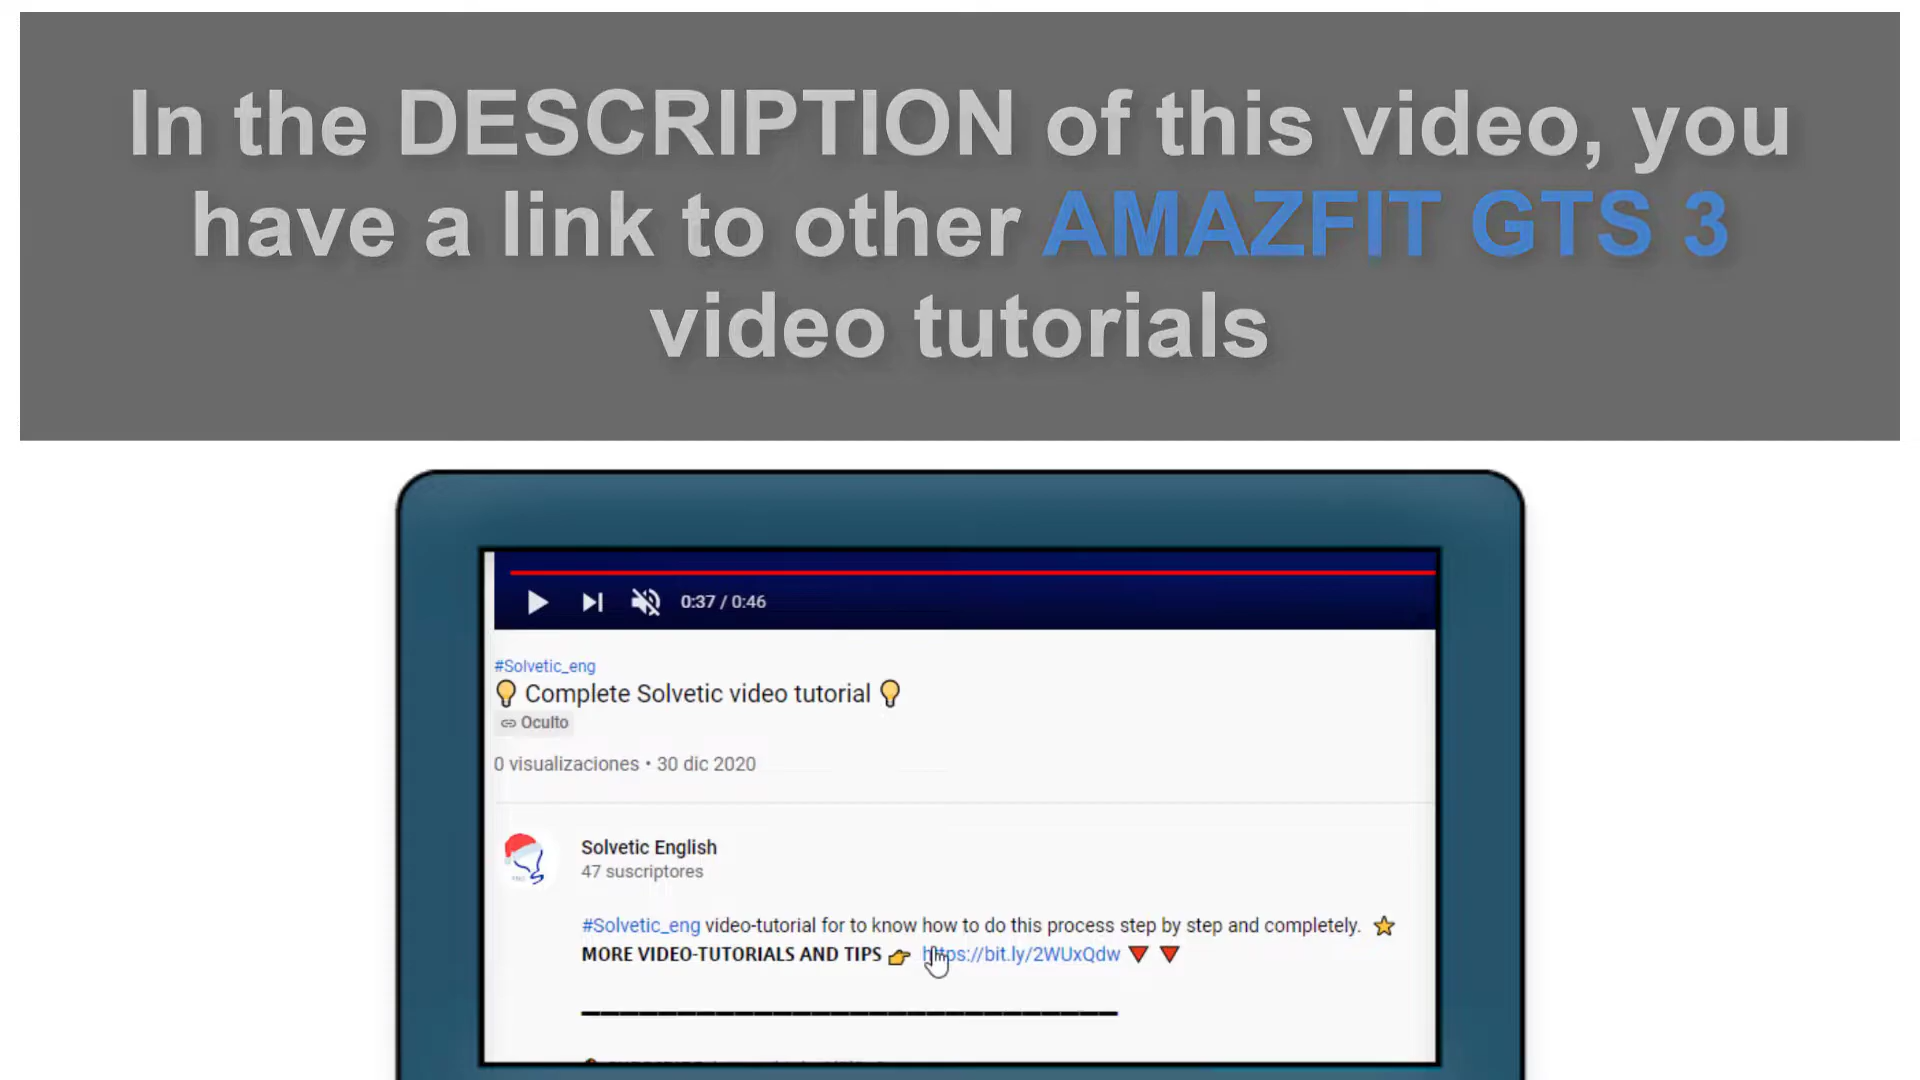 In the DESCRIPTION of this video, you
have a link to other AMAZFIT GTS 3
video tutorials
0:37 / 0:46
#Solvetic_eng
Complete Solvetic video tutorial
Oculto
0 visualizaciones • 30 dic 2020
Solvetic English
47 suscriptores
#Solvetic_eng video-tutorial for to know how to do this process step by step and completely.
MORE VIDEO-TUTORIALS AND TIPS https://bit.ly/2WUxQdw